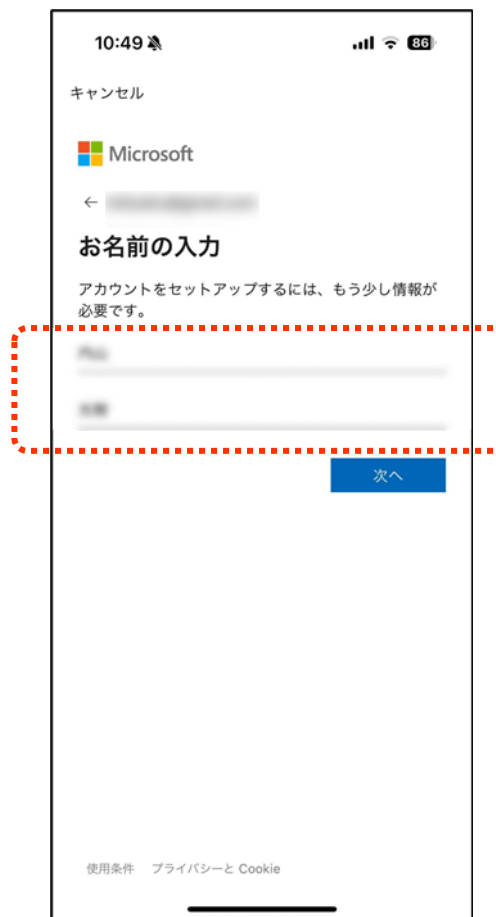 10:49
86
キャンセル
Microsoft
お名前の入力
アカウントをセットアップするには、もう少し情報が
必要です。
次へ
使用条件 プライバシーと Cookie